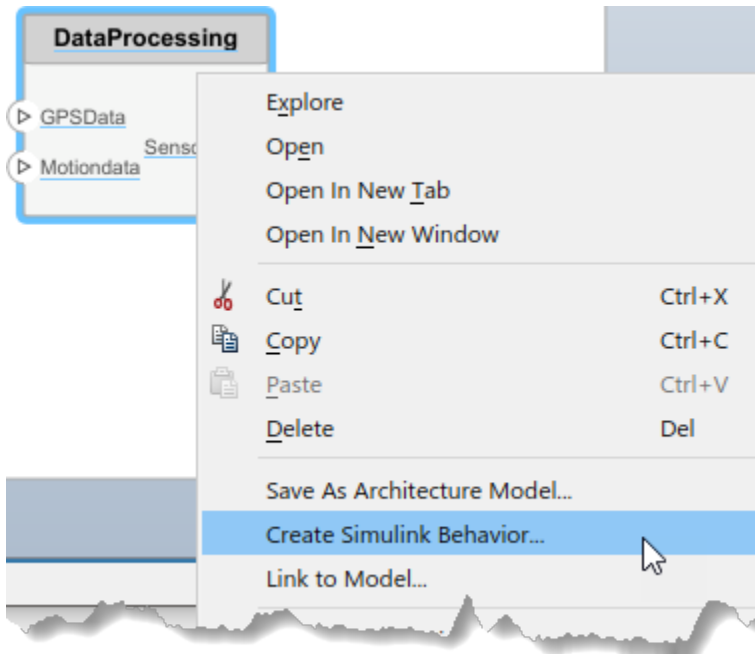 DataProcessing
GPSData
Motiondata
Explore
Open
Open In New Tab
Open In New Window
Cut Ctrl+X
Copy Ctrl+C
Paste Ctrl+V
Delete Del
Save As Architecture Model...
Create Simulink Behavior...
Link to Model...